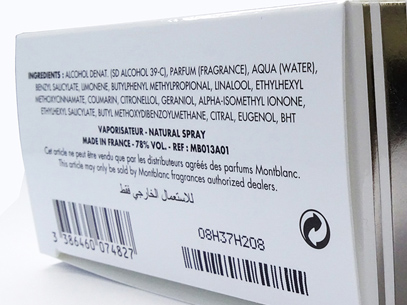 INGREDIENTS : ALCOHOL DENAT. (SD ALCOHOL 39-C), PARFUM (FRAGRANCE), AQUA (WATER),
BENZYL SALICYLATE, LIMONENE, BUTYLPHENYL METHYLPROPIONAL, LINALOOL, ETHYLHEXYL
METHOXYCINNAMATE, COUMARIN, CITRONELLOL, GERANIOL, ALPHA-ISOMETHYL IONONE,
ETHYLHEXYL SALICYLATE, BUTYL METHOXYDIBENZOYLMETHANE, CITRAL, EUGENOL, BHT
VAPORISATEUR - NATURAL SPRAY
MADE IN FRANCE - 78% VOL. - REF : MB013A01
Cet article ne peut être vendu que par les distributeurs agréés des parfums Montblanc.
This article may only be sold by Montblanc fragrances authorized dealers.
للاستعمال الخارجي فقط
3 386460 074827
08H37H208